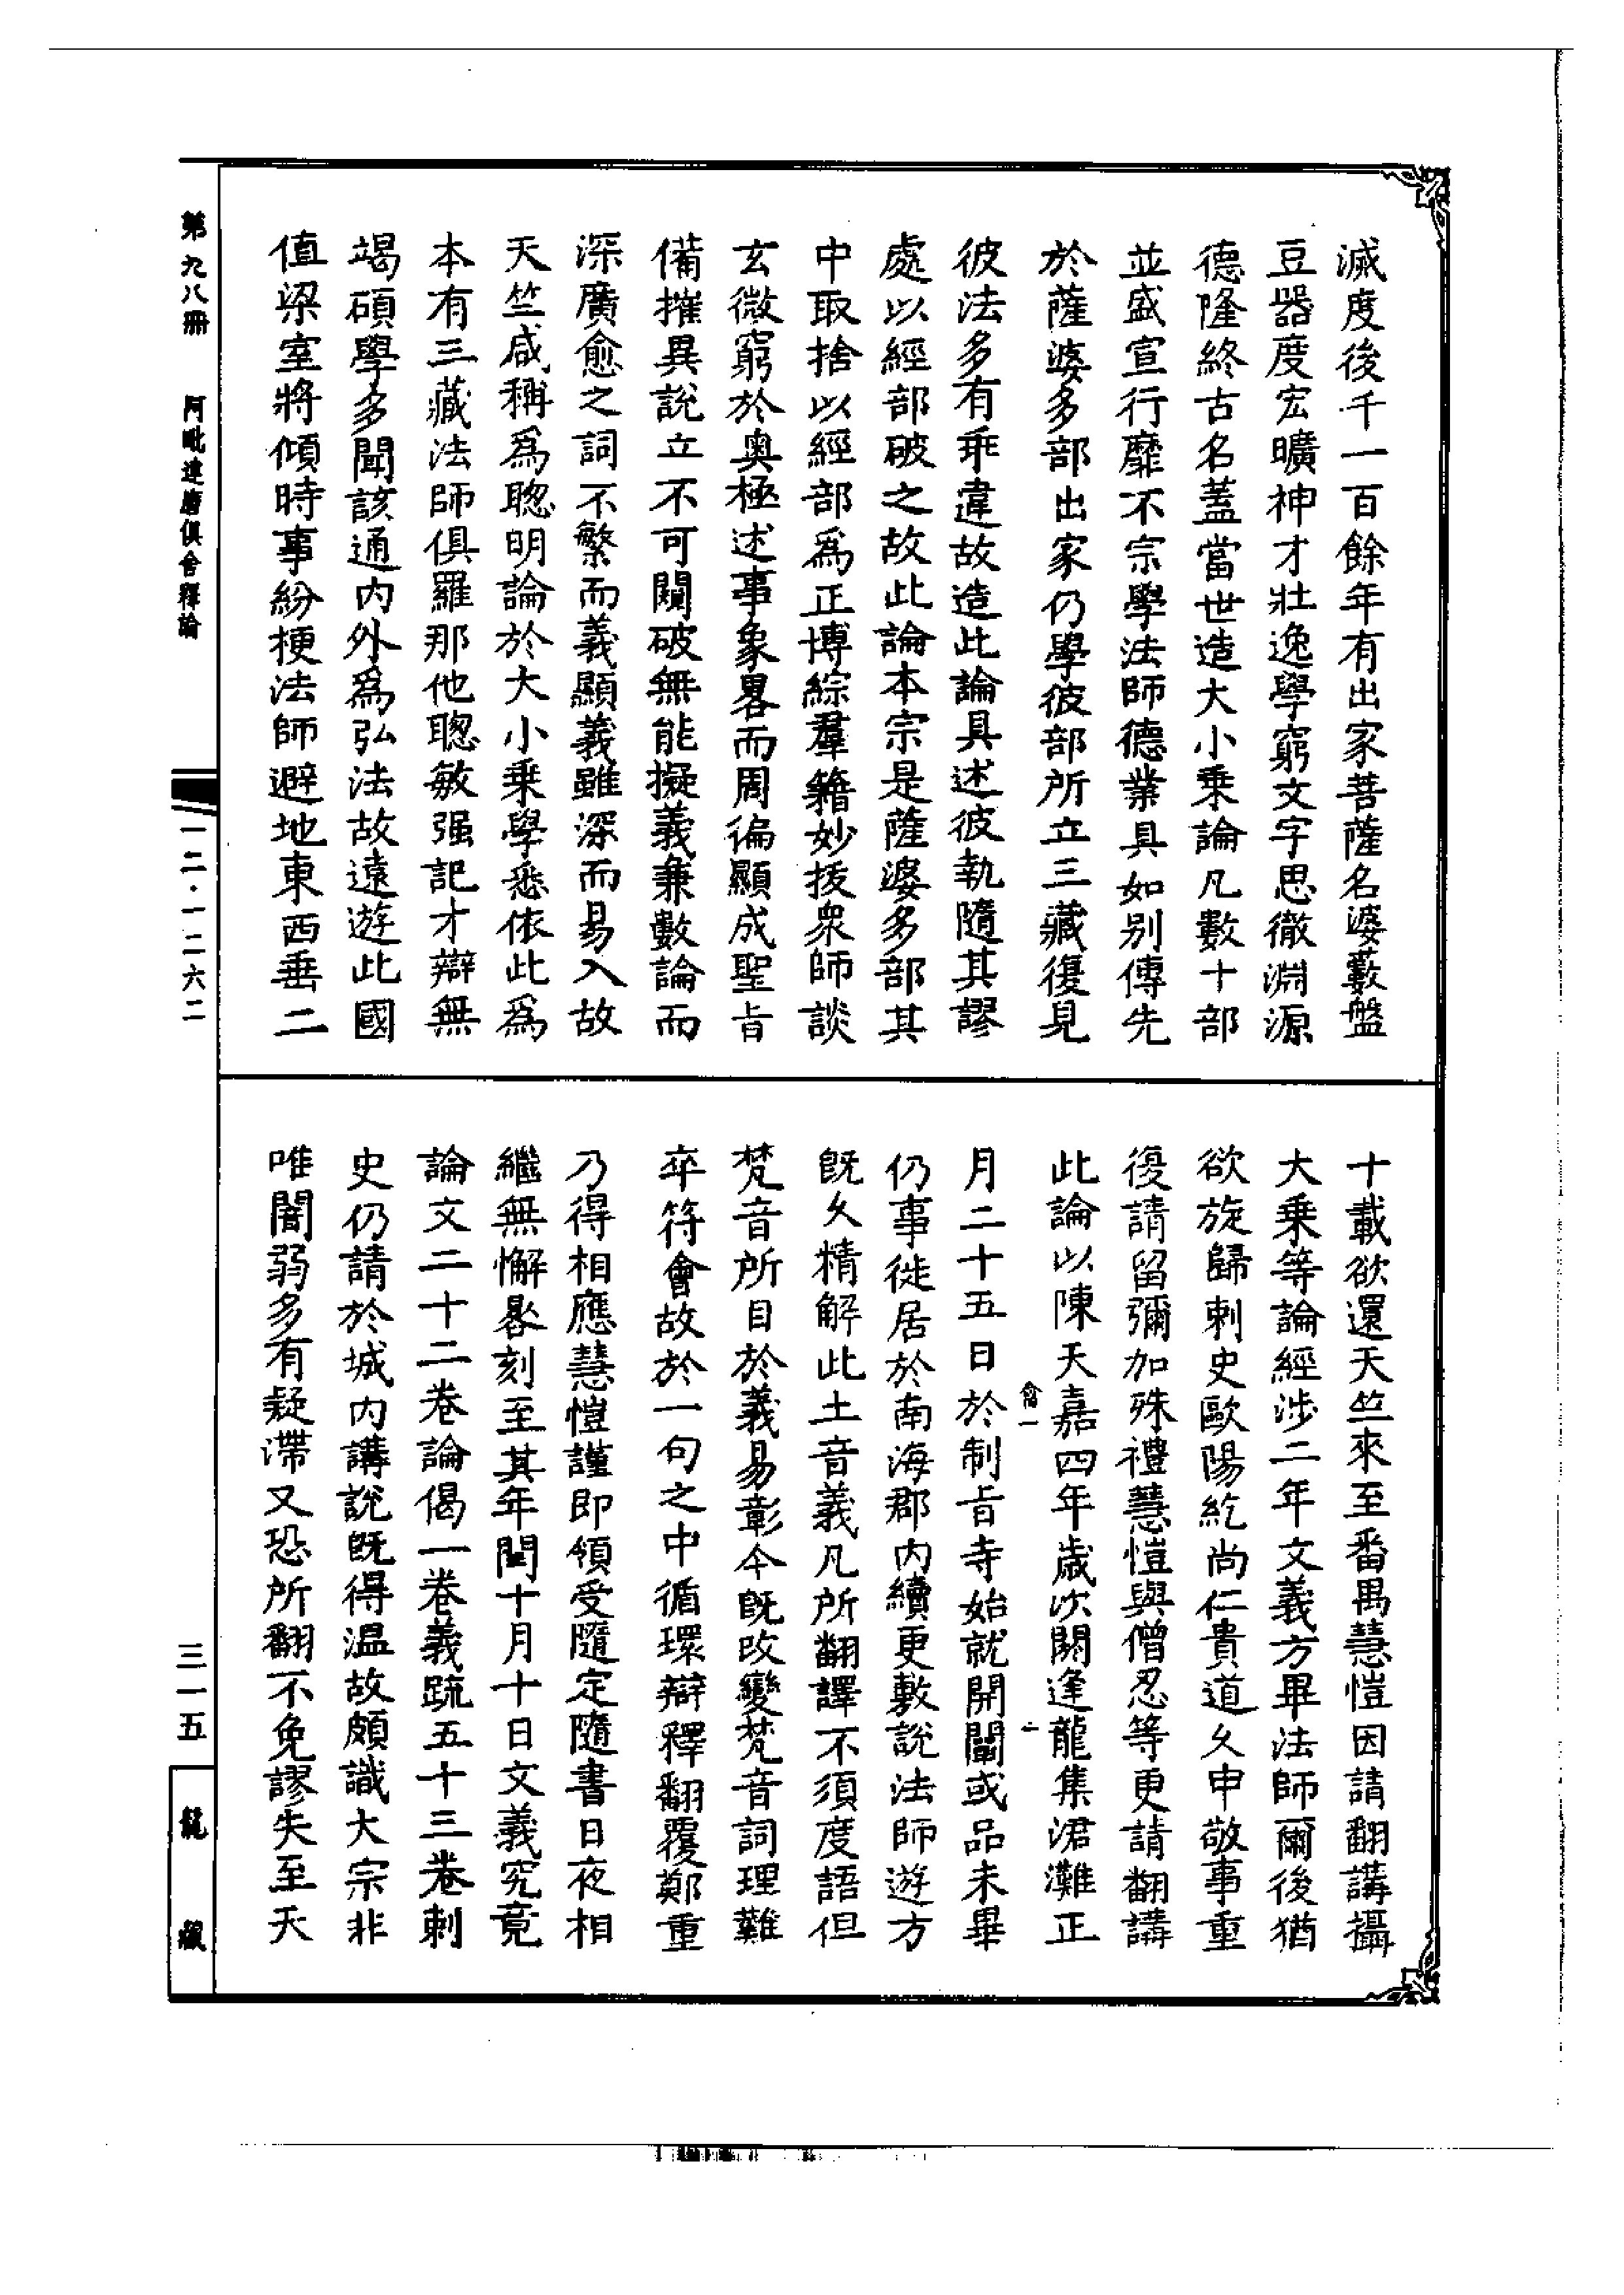 滅度後千一百餘年有出家菩薩名婆藪盤
豆器度宏曠神才壯逸學窮文字思徹淵源
德隆終古名蓋當世造大小乘論凡數十部
並盛宣行靡不宗學法師德業具如别傳先
於薩婆多部出家仍學彼部所立三藏復見
彼法多有乖違故造此論具述彼執隨其謬
處以經部破之故此論本宗是薩婆多部其
中取捨以經部爲正博綜羣籍妙拔衆師談
玄微窮於奥極述事象畧而周徧顯成聖旨
備摧異說立不可闚破無能擬義兼數論而
深廣愈之詞不繁而義顯義雖深而易入故
天竺咸稱爲聰明論於大小乘學悉依此爲
本有三藏法師俱羅那他聰敏强記才辯無
竭碩學多聞該通内外爲弘法故遠遊此國
值梁室將傾時事紛梗法師避地東西垂二
十載欲還天竺來至番禺慧愷因請翻講攝
大乘等論經涉二年文義方畢法師爾後猶
欲旋歸刺史歐陽紇尚仁貴道久申敬事重
復請留彌加殊禮慧愷與僧忍等更請翻講
此論以陳天嘉四年歲次閼逢龍集涒灘正
月二十五日於制旨寺始就開闡或品未畢
仍事徙居於南海郡内續更敷說法師遊方
既久精解此土音義凡所翻譯不須度語但
梵音所目於義易彰今既改變梵音詞理難
卒符會故於一句之中循環辯釋翻覆鄭重
乃得相應慧愷謹即領受隨定隨書日夜相
繼無懈晷刻至其年閏十月十日文義究竟
論文二十二卷論偈一卷義䟽五十三卷刺
史仍請於城内講說既得温故頗識大宗非
唯闇弱多有疑滯又恐所翻不免謬失至天
第九八册 阿毗達磨俱舍釋論
一二·一二六二
三一五
龍藏